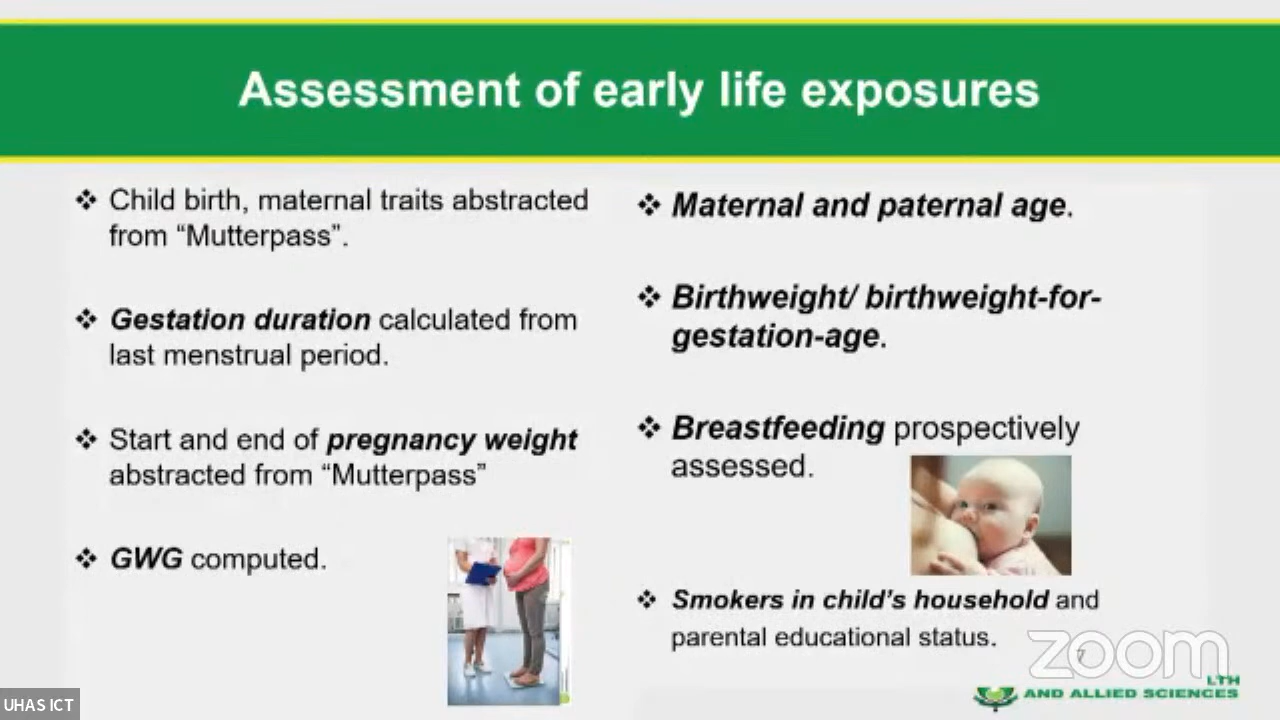 Assessment of early life exposures
❖ Child birth, maternal traits abstracted
from “Mutterpass”.
❖ Gestation duration calculated from
last menstrual period.
❖ Start and end of pregnancy weight
abstracted from “Mutterpass”
❖ GWG computed.
❖ Maternal and paternal age.
❖ Birthweight/ birthweight-for-
gestation-age.
❖ Breastfeeding prospectively
assessed.
❖ Smokers in child’s household and
parental educational status.
7
zoom
LTH
AND ALLIED SCIENCES
UHAS ICT